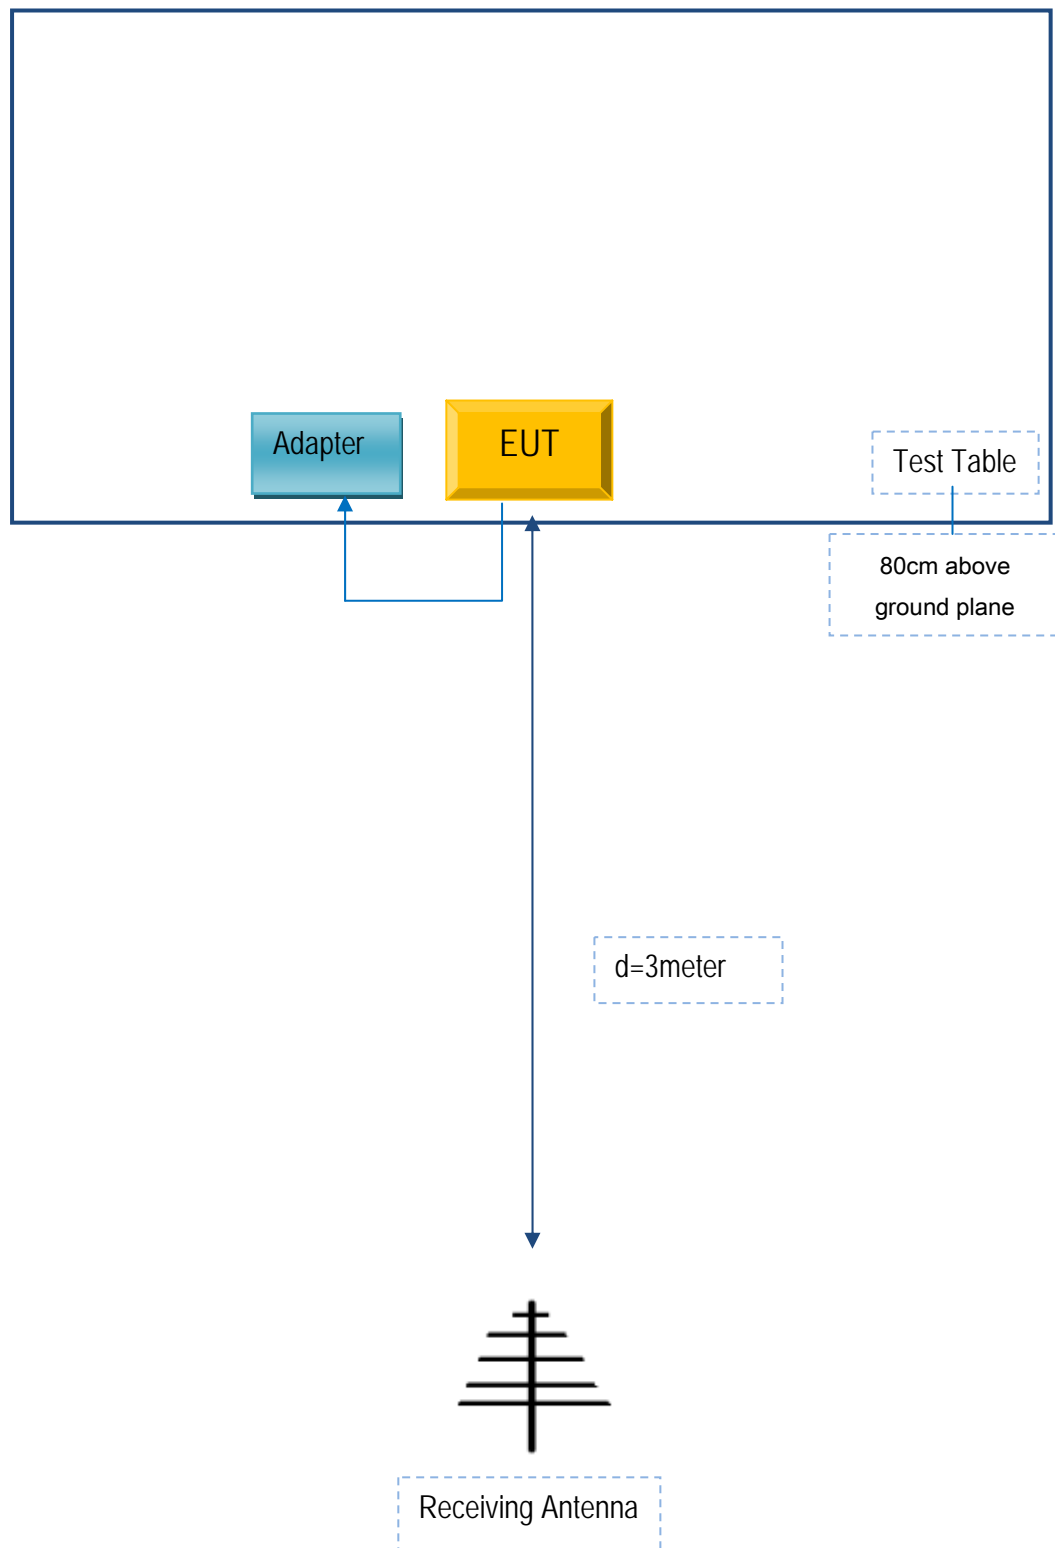 Adapter
EUT
Test Table
80cm above
ground plane
d=3meter
Receiving Antenna